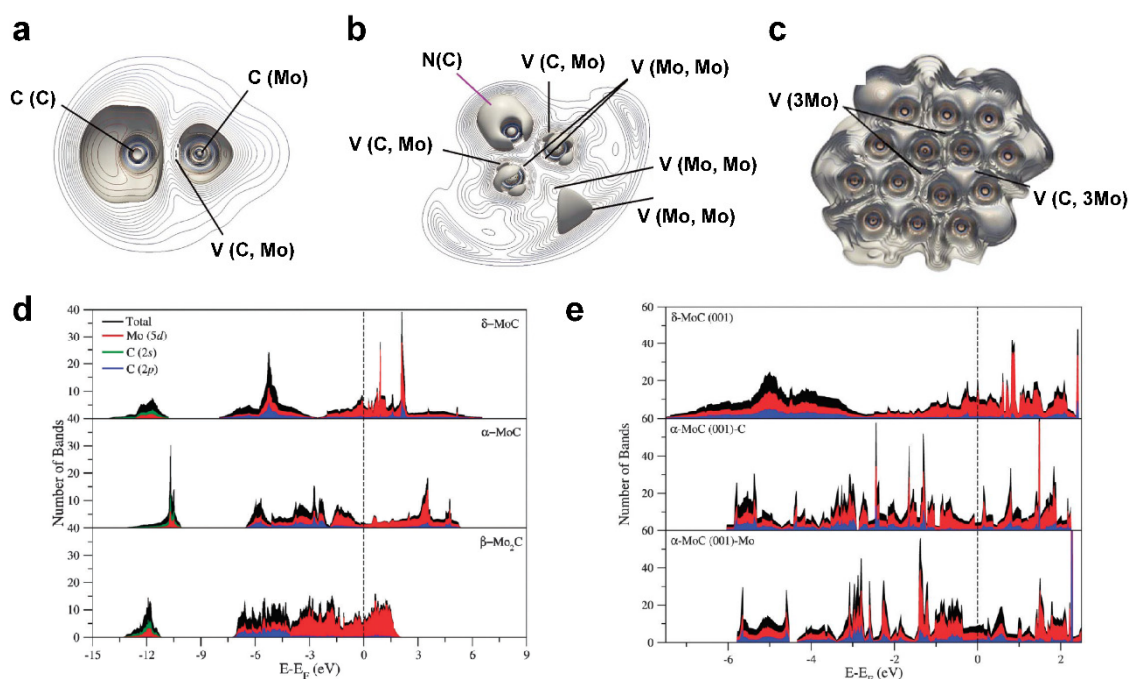 a
C (C)
C (Mo)
V (C, Mo)
b
N(C)
V (C, Mo)
V (Mo, Mo)
V (C, Mo)
V (Mo, Mo)
V (Mo, Mo)
c
V (3Mo)
V (C, 3Mo)
d
40
30
20
10
40
30
20
10
40
30
20
10
0
Number of Bands
Total
Mo (5d)
C (2s)
C (2p)
δ-MoC
α-MoC
β-Mo₂C
-15 -12 -9 -6 -3 0 3 6 9
E-E_F (eV)
e
60
40
20
60
40
20
60
40
20
0
Number of Bands
δ-MoC (001)
α-MoC (001)-C
α-MoC (001)-Mo
-6 -4 -2 0 2
E-E_F (eV)